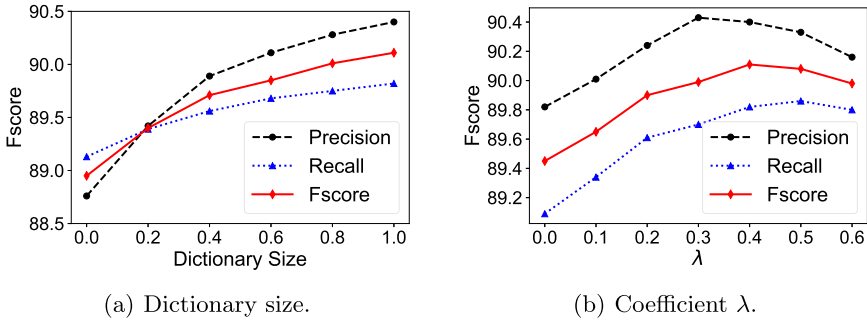 90.5
90.0
89.5
89.0
88.5
Fscore
Precision
Recall
Fscore
0.0 0.2 0.4 0.6 0.8 1.0
Dictionary Size
(a) Dictionary size.
90.4
90.2
90.0
89.8
89.6
89.4
89.2
Fscore
Precision
Recall
Fscore
0.0 0.1 0.2 0.3 0.4 0.5 0.6
λ
(b) Coefficient λ.